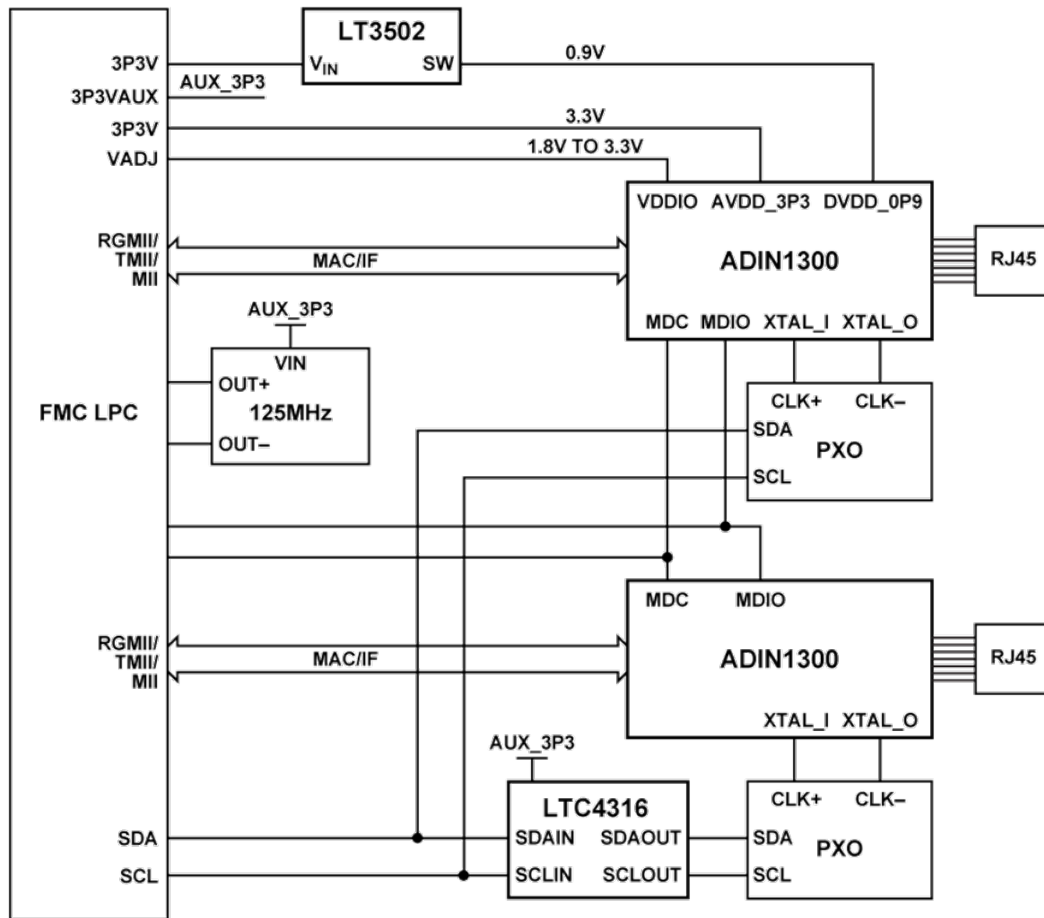 LT3502
3P3V
VIN
SW
0.9V
3P3VAUX
AUX_3P3
3P3V
3.3V
VADJ
1.8V TO 3.3V
VDDIO
AVDD_3P3
DVDD_0P9
RGMII/
TMII/
MII
MAC/IF
ADIN1300
RJ45
MDC
MDIO
XTAL_I
XTAL_O
AUX_3P3
VIN
OUT+
125MHz
OUT–
FMC LPC
CLK+
CLK–
SDA
PXO
SCL
MDC
MDIO
RGMII/
TMII/
MII
MAC/IF
ADIN1300
RJ45
XTAL_I
XTAL_O
AUX_3P3
LTC4316
CLK+
CLK–
SDA
SDAIN
SDAOUT
SDA
PXO
SCL
SCLIN
SCLOUT
SCL